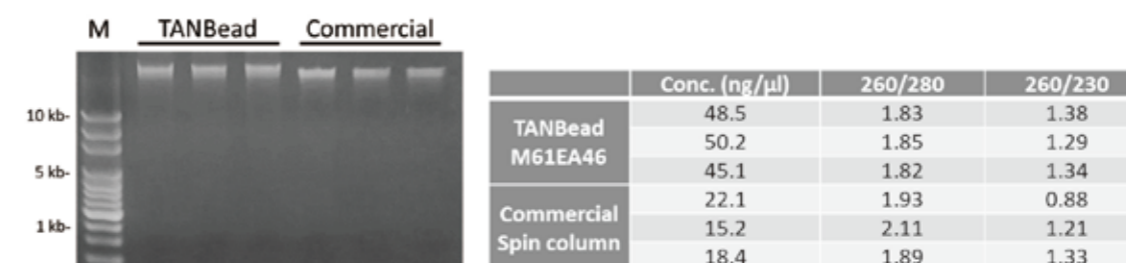 M TANBead Commercial
10 kb-
5 kb-
1 kb-
Conc. (ng/µl) 260/280 260/230
TANBead M61EA46
48.5 1.83 1.38
50.2 1.85 1.29
45.1 1.82 1.34
Commercial Spin column
22.1 1.93 0.88
15.2 2.11 1.21
18.4 1.89 1.33